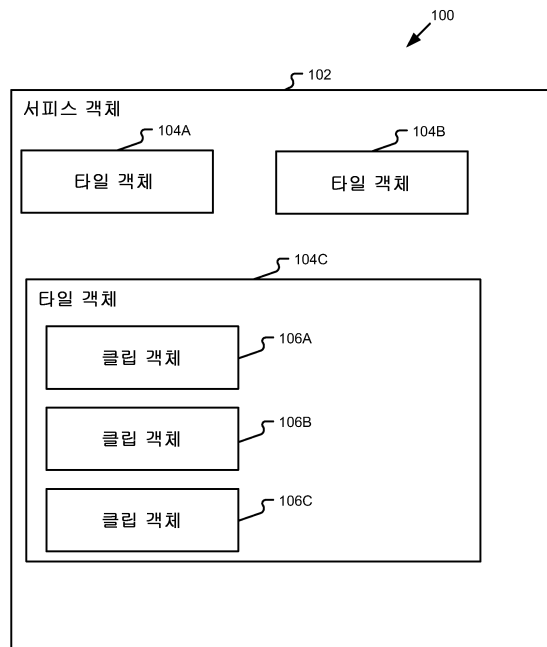 100
102
서피스 객체
104A
104B
타일 객체
타일 객체
104C
타일 객체
클립 객체
106A
클립 객체
106B
클립 객체
106C